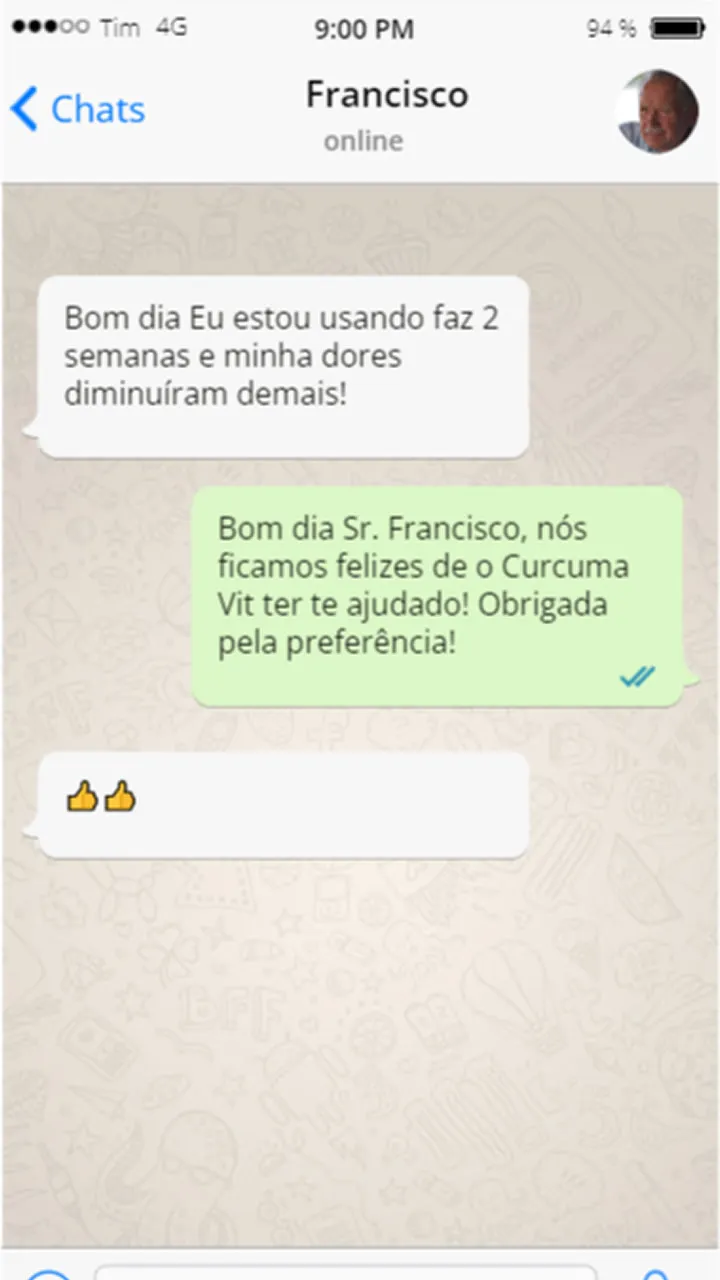 Tim 4G 9:00 PM 94 %
Chats Francisco
online
Bom dia Eu estou usando faz 2
semanas e minha dores
diminuíram demais!
Bom dia Sr. Francisco, nós
ficamos felizes de o Curcuma
Vit ter te ajudado! Obrigada
pela preferência!
👍👍
BFF